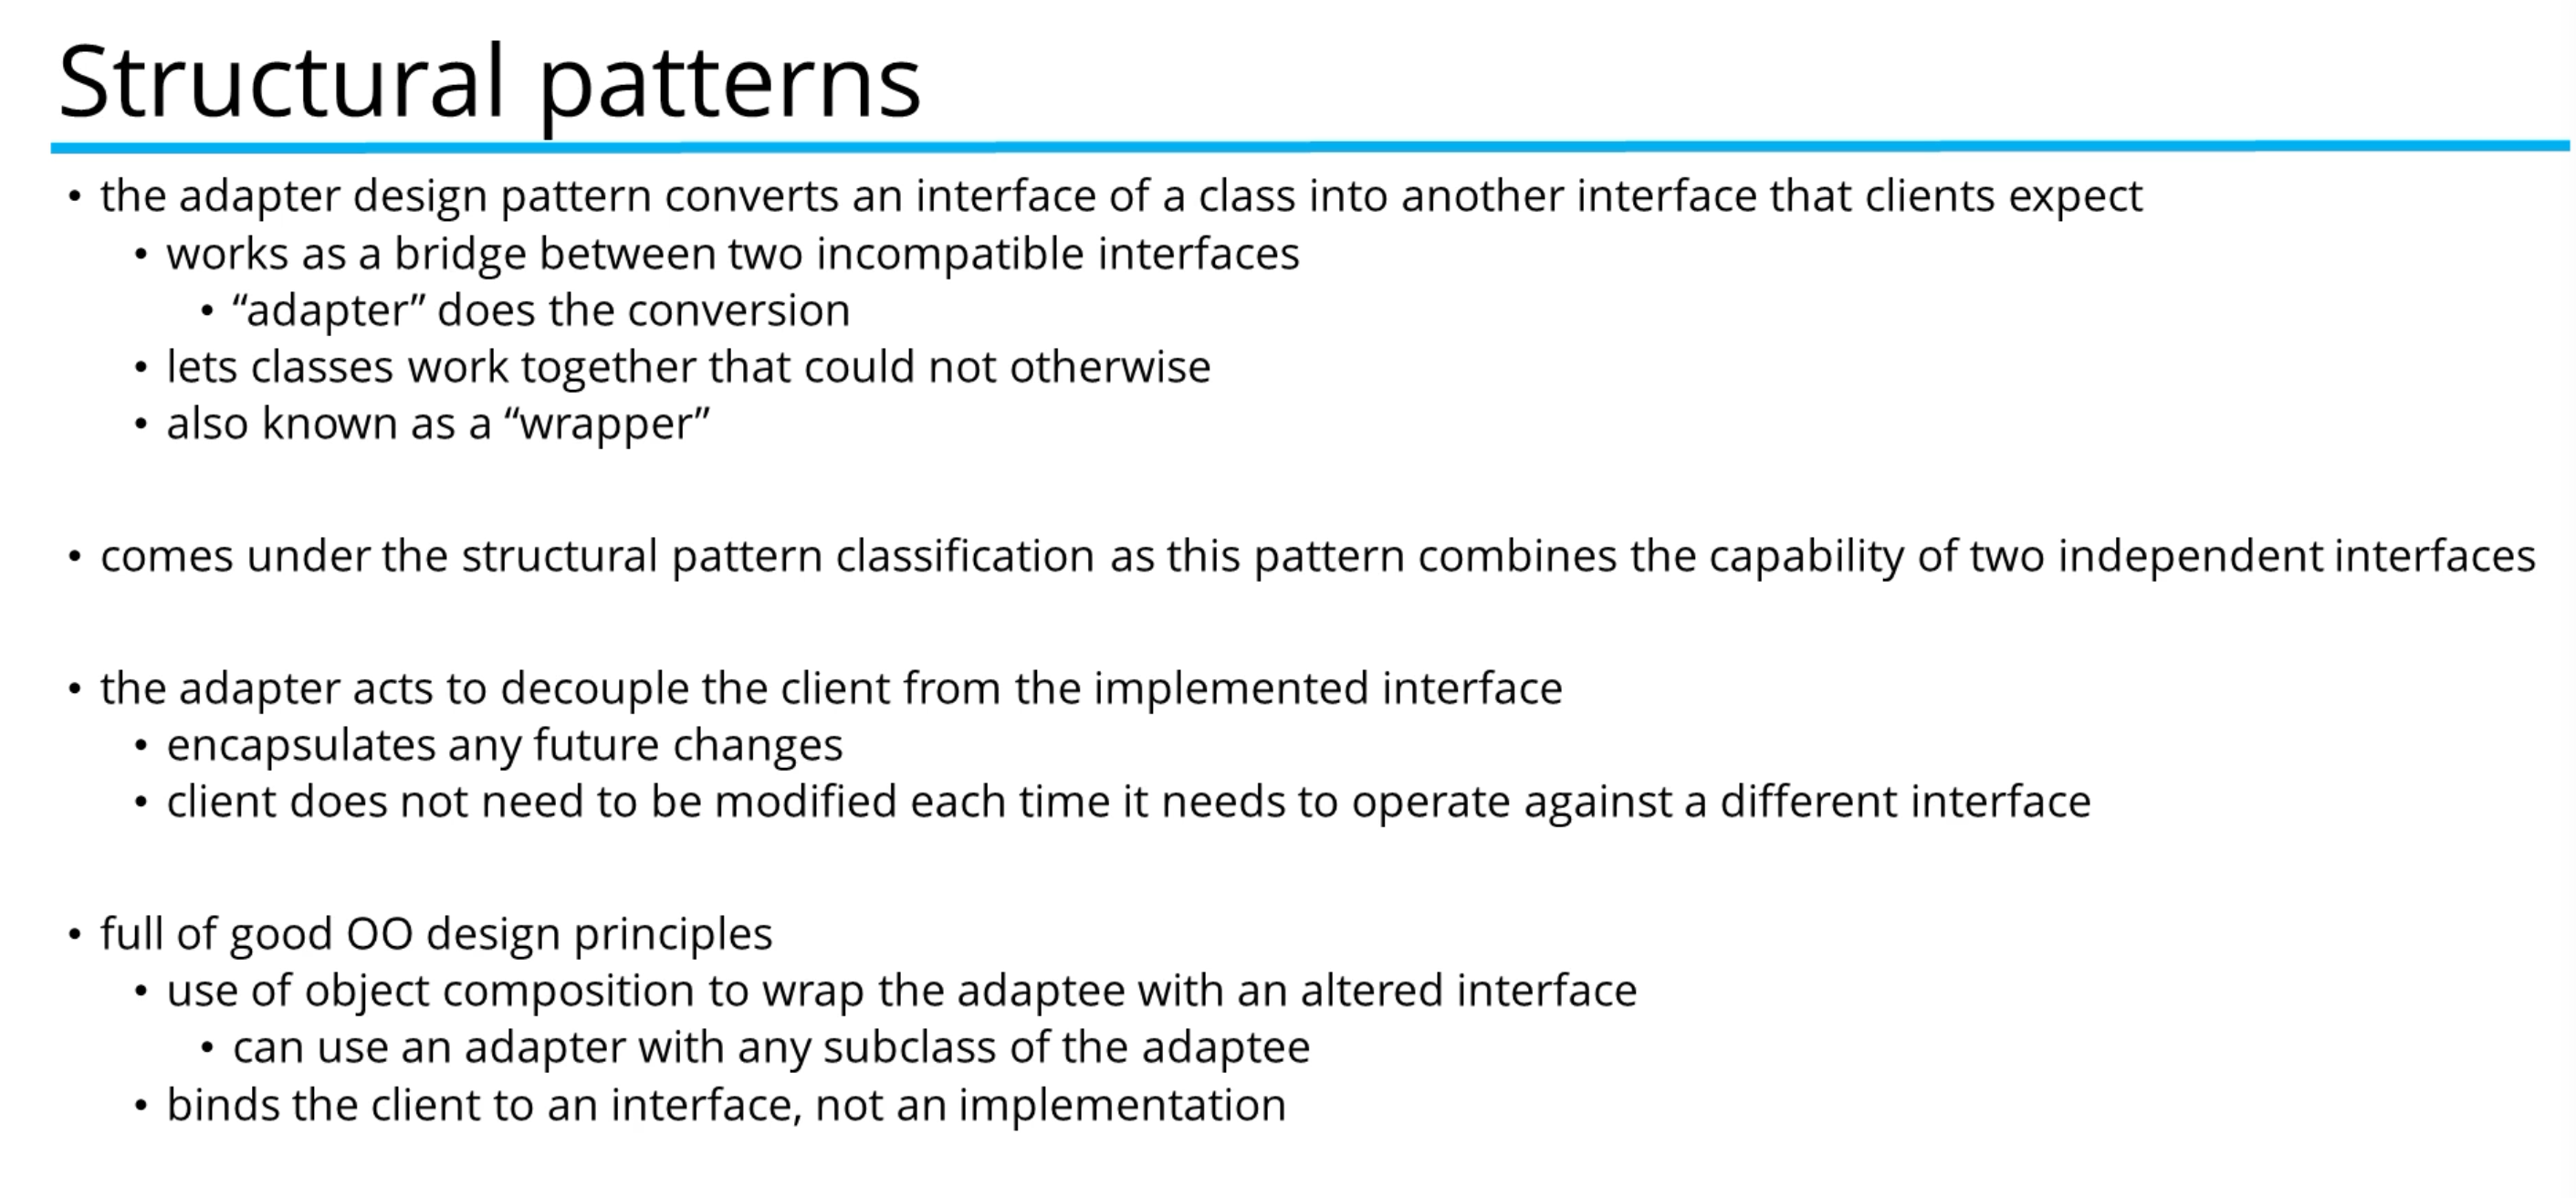 Structural patterns
• the adapter design pattern converts an interface of a class into another interface that clients expect
• works as a bridge between two incompatible interfaces
• “adapter” does the conversion
• lets classes work together that could not otherwise
• also known as a “wrapper”
• comes under the structural pattern classification as this pattern combines the capability of two independent interfaces
• the adapter acts to decouple the client from the implemented interface
• encapsulates any future changes
• client does not need to be modified each time it needs to operate against a different interface
• full of good OO design principles
• use of object composition to wrap the adaptee with an altered interface
• can use an adapter with any subclass of the adaptee
• binds the client to an interface, not an implementation